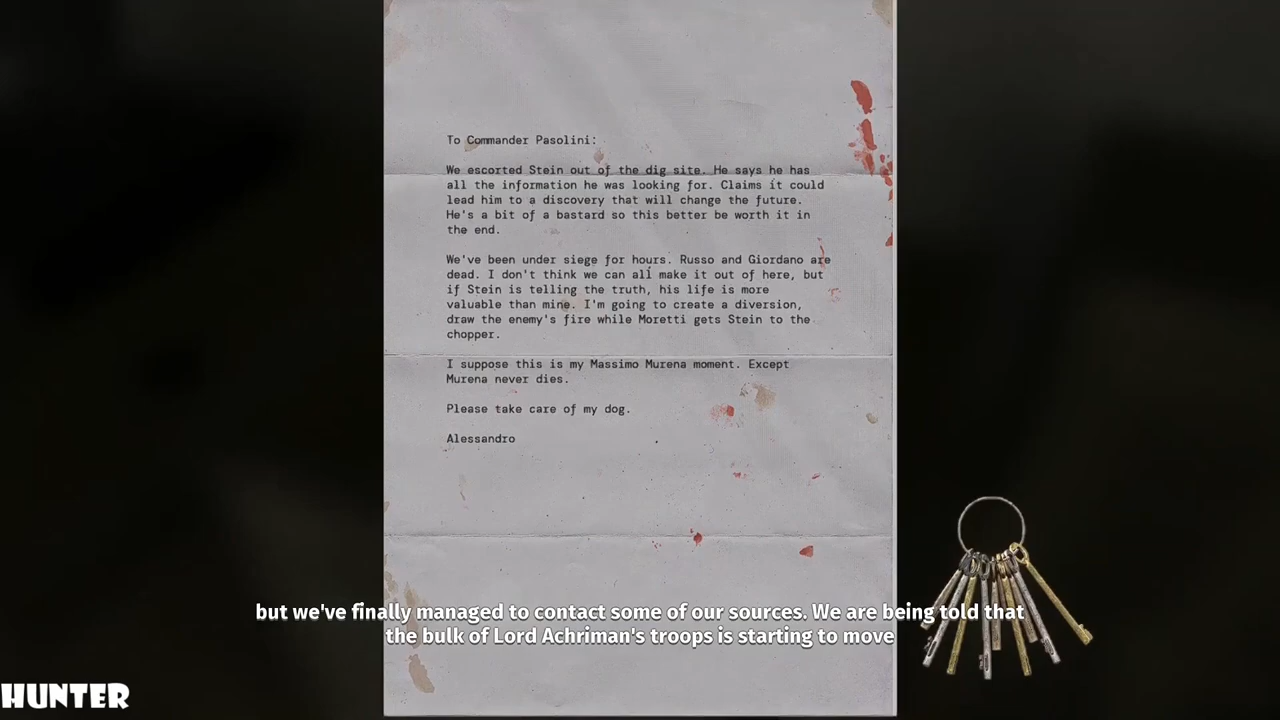 To Commander Pasolini:
We escorted Stein out of the dig site. He says he has
all the information he was looking for. Claims it could
lead him to a discovery that will change the future.
He's a bit of a bastard so this better be worth it in
the end.
We've been under siege for hours. Russo and Giordano are
dead. I don't think we can all make it out of here, but
if Stein is telling the truth, his life is more
valuable than mine. I'm going to create a diversion,
draw the enemy's fire while Moretti gets Stein to the
chopper.
I suppose this is my Massimo Murena moment. Except
Murena never dies.
Please take care of my dog.
Alessandro
but we've finally managed to contact some of our sources. We are being told that
the bulk of Lord Achriman's troops is starting to move
HUNTER